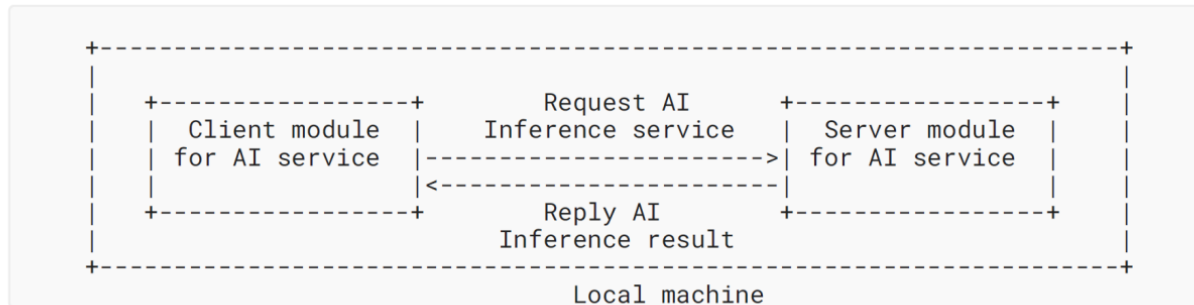 Request AI
Client module Inference service Server module
for AI service for AI service
Reply AI
Inference result
Local machine